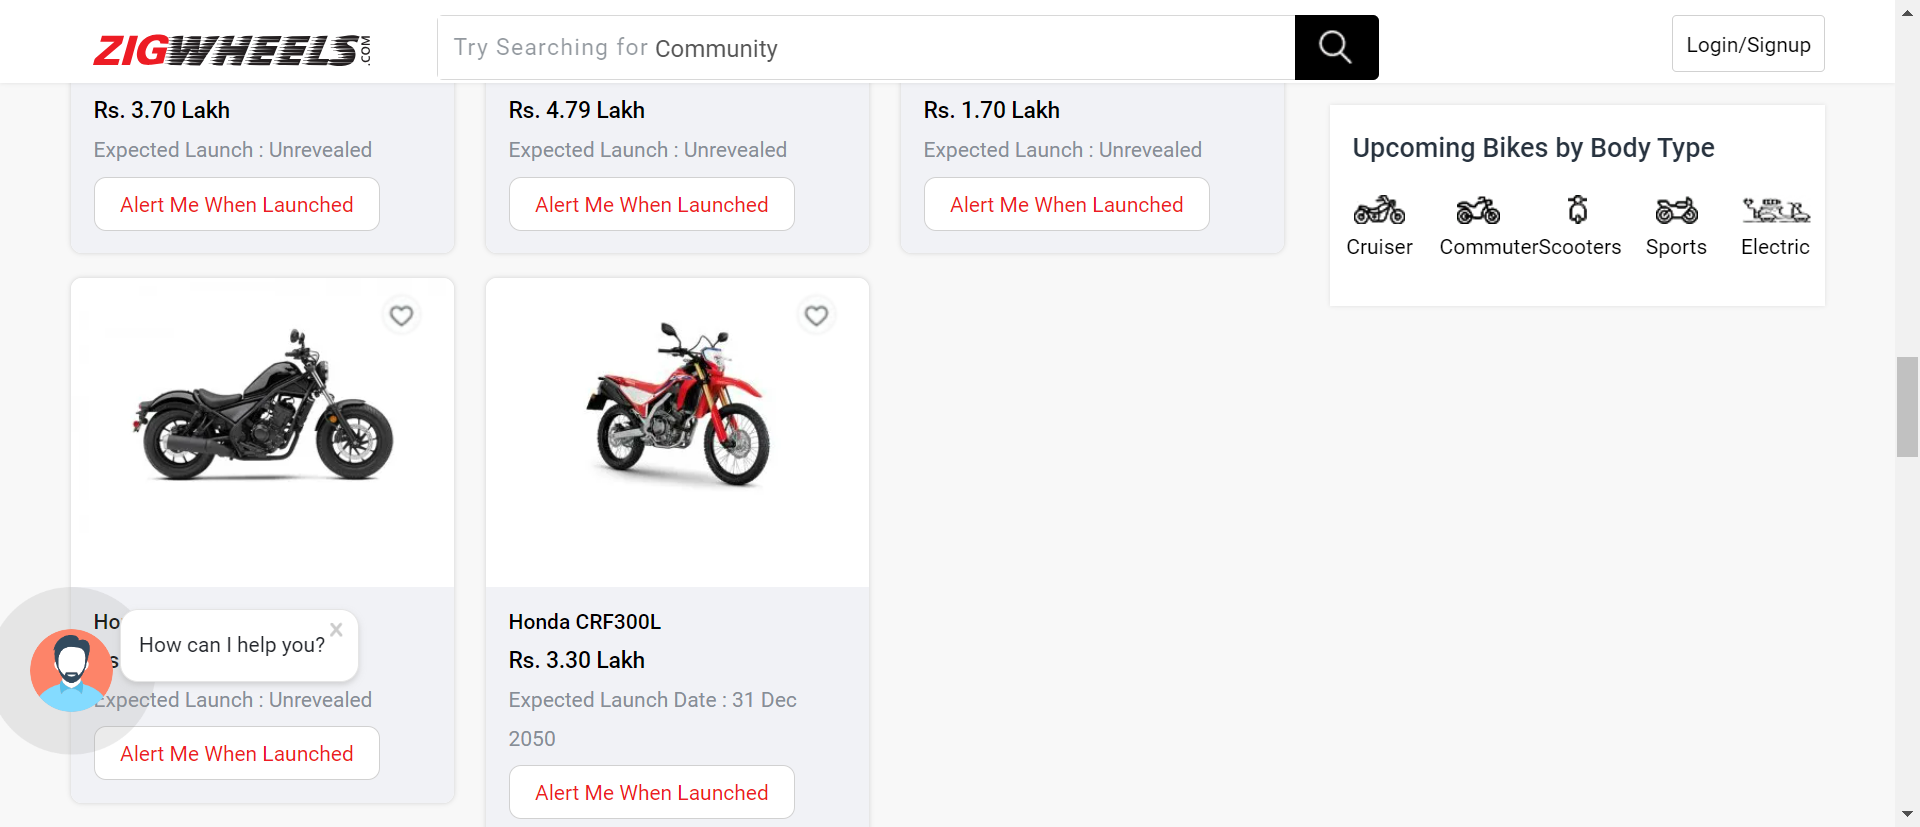 ZIGWHEELS.COM
Try Searching for Community
Login/Signup
Rs. 3.70 Lakh
Expected Launch : Unrevealed
Alert Me When Launched
Rs. 4.79 Lakh
Expected Launch : Unrevealed
Alert Me When Launched
Rs. 1.70 Lakh
Expected Launch : Unrevealed
Alert Me When Launched
Upcoming Bikes by Body Type
Cruiser
Commuter
Scooters
Sports
Electric
How can I help you?
Expected Launch : Unrevealed
Alert Me When Launched
Honda CRF300L
Rs. 3.30 Lakh
Expected Launch Date : 31 Dec
2050
Alert Me When Launched